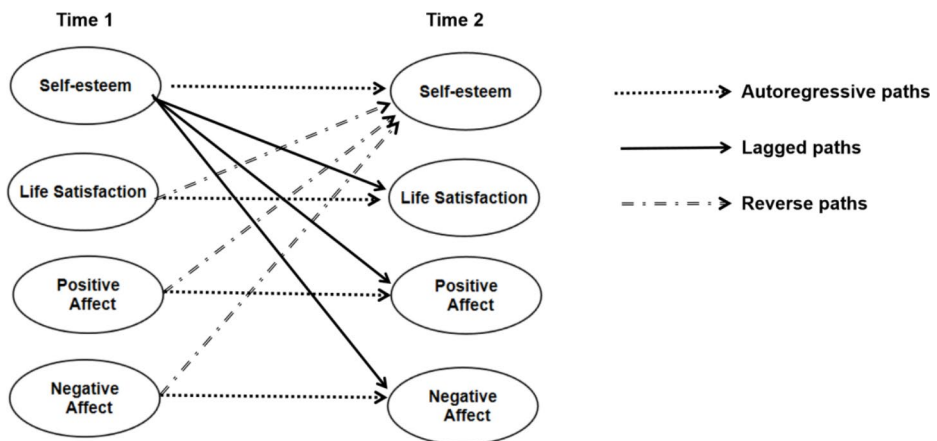 Time 1
Time 2
Self-esteem
Self-esteem
Autoregressive paths
Lagged paths
Life Satisfaction
Life Satisfaction
Reverse paths
Positive
Affect
Positive
Affect
Negative
Affect
Negative
Affect